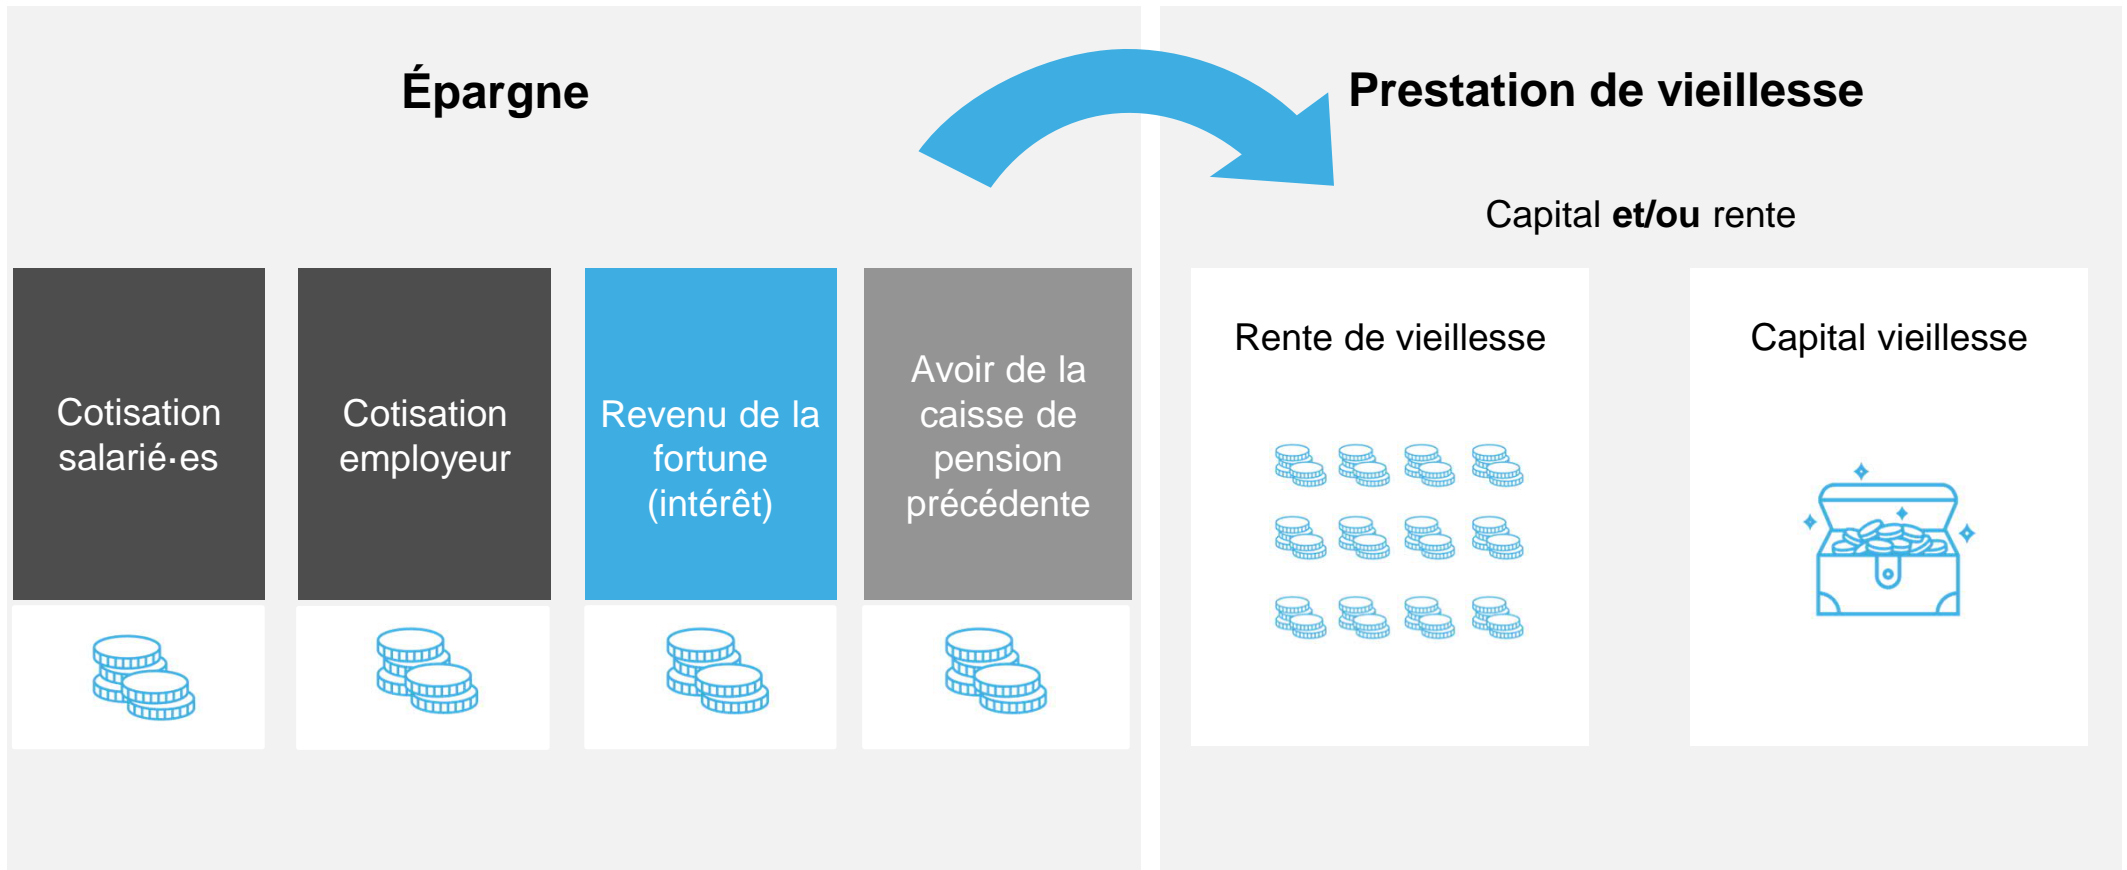 Épargne
Cotisation
salarié·es
Cotisation
employeur
Revenu de la
fortune
(intérêt)
Avoir de la
caisse de
pension
précédente
Prestation de vieillesse
Capital et/ou rente
Rente de vieillesse
Capital vieillesse